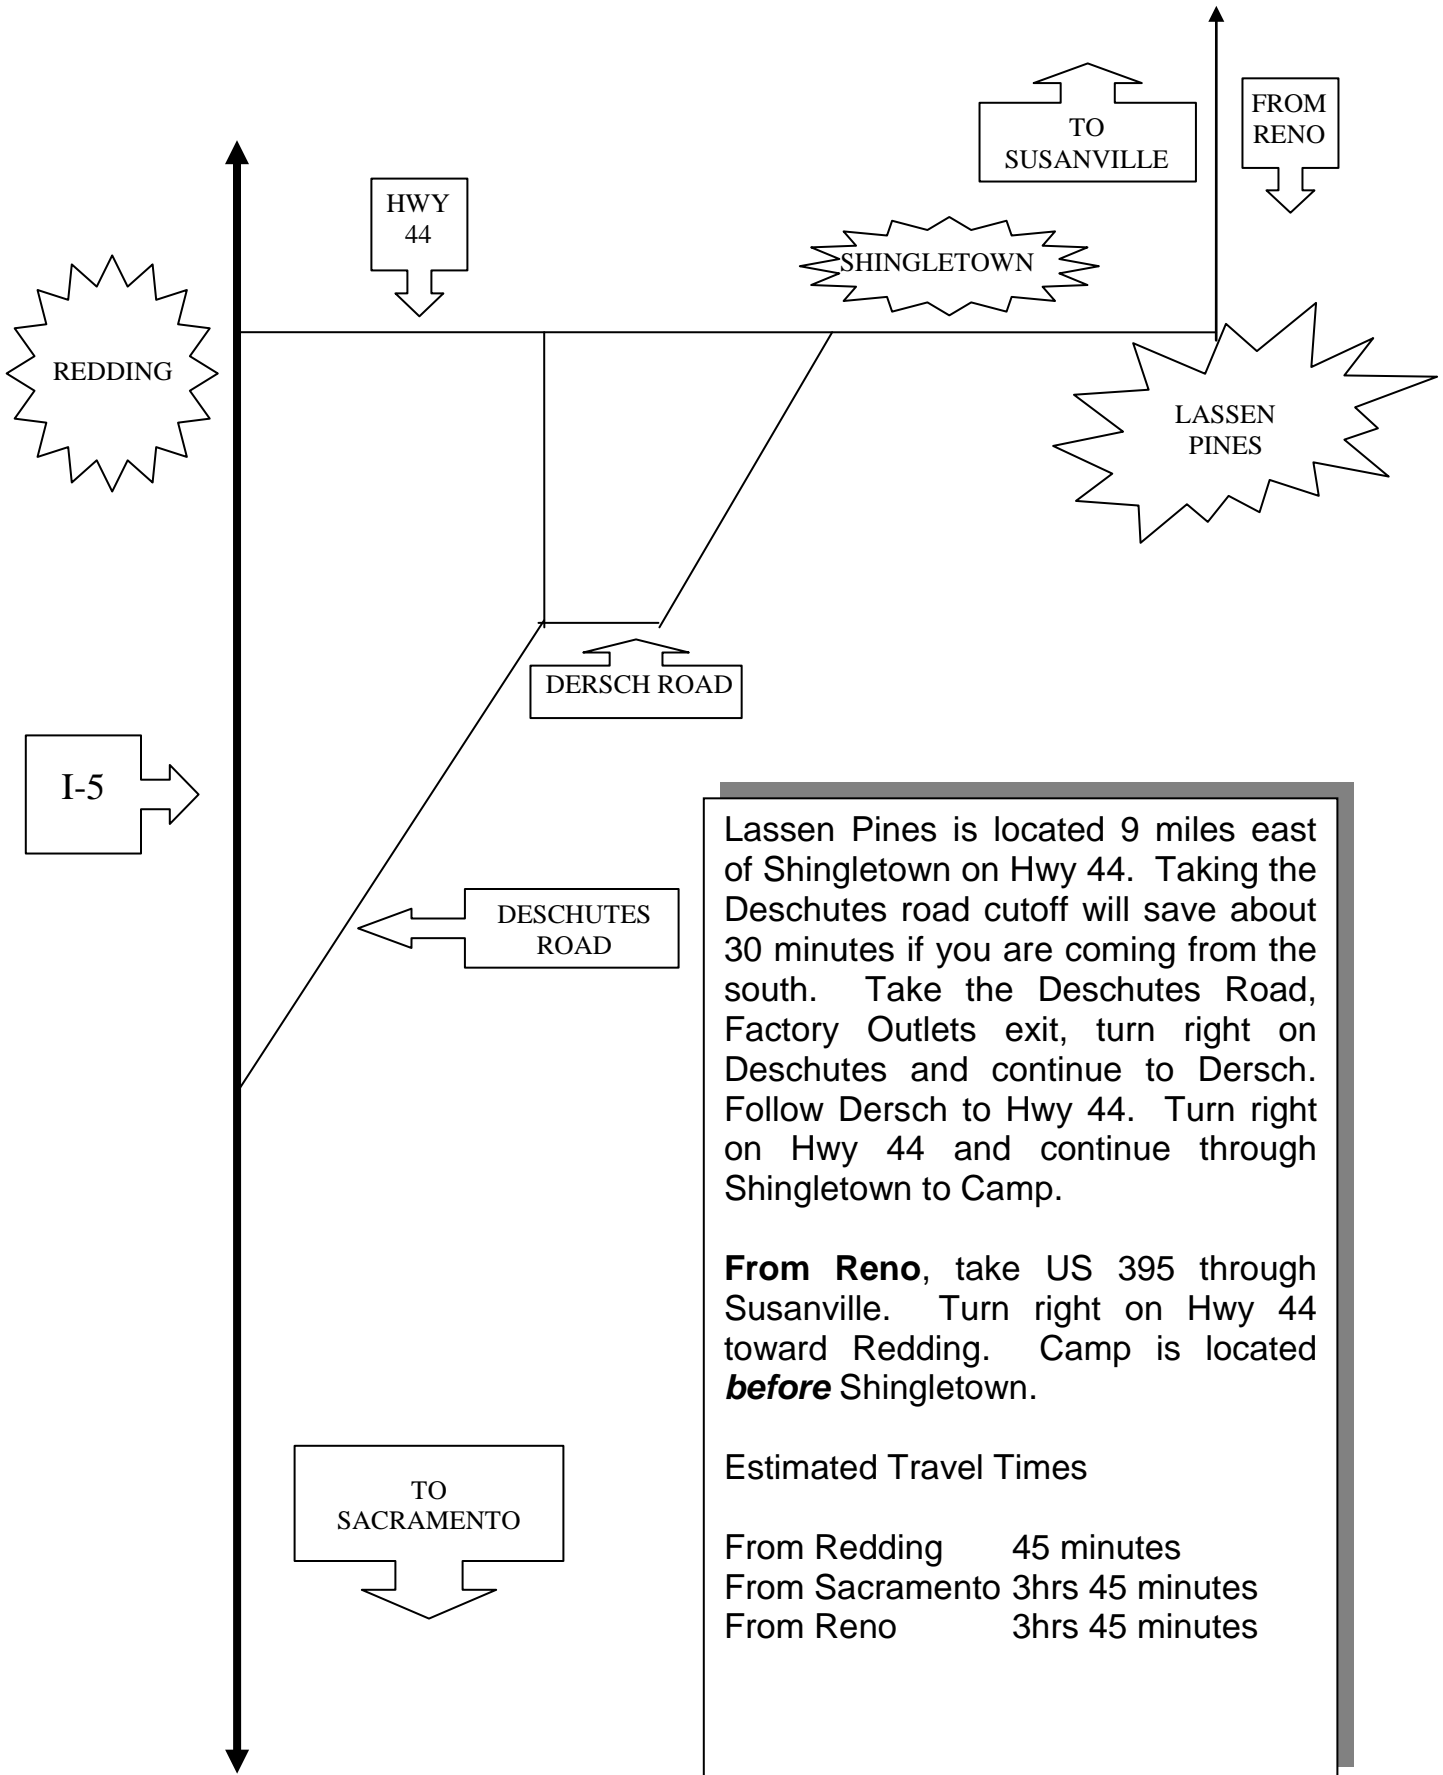 FROM
RENO
TO
SUSANVILLE
HWY
44
SHINGLETOWN
REDDING
LASSEN
PINES
DERSCH ROAD
I-5
DESCHUTES
ROAD
Lassen Pines is located 9 miles east
of Shingletown on Hwy 44. Taking the
Deschutes road cutoff will save about
30 minutes if you are coming from the
south. Take the Deschutes Road,
Factory Outlets exit, turn right on
Deschutes and continue to Dersch.
Follow Dersch to Hwy 44. Turn right
on Hwy 44 and continue through
Shingletown to Camp.
From Reno, take US 395 through
Susanville. Turn right on Hwy 44
toward Redding. Camp is located
before Shingletown.
Estimated Travel Times
From Redding 45 minutes
From Sacramento 3hrs 45 minutes
From Reno 3hrs 45 minutes
TO
SACRAMENTO